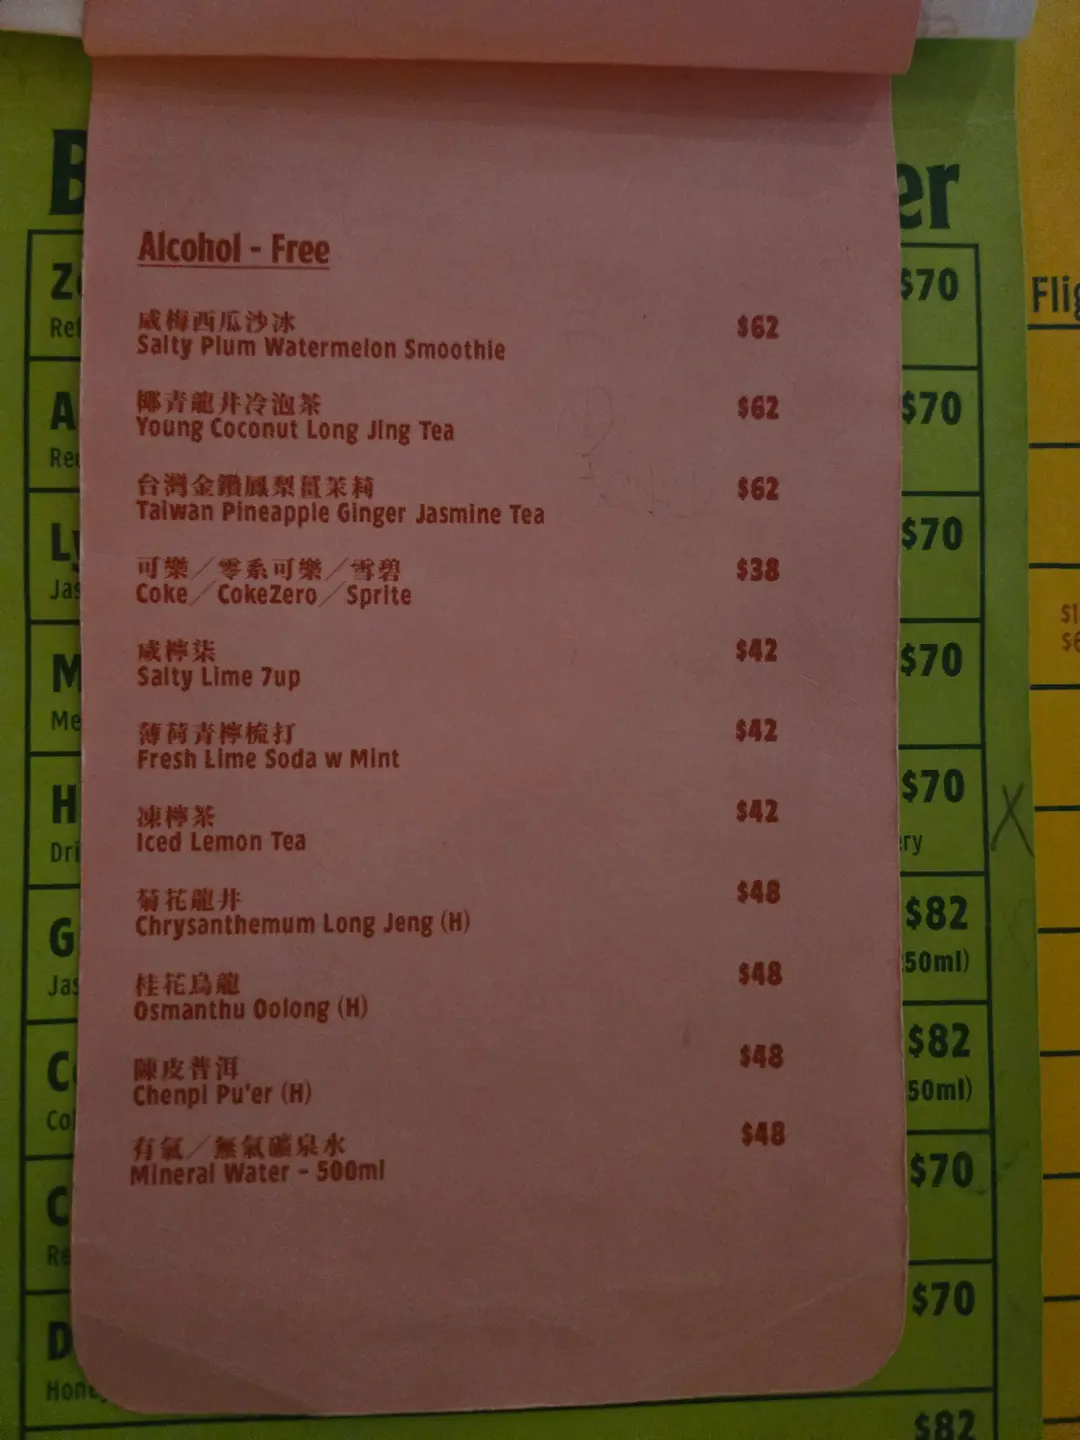 Alcohol - Free
咸梅西瓜沙冰
Salty Plum Watermelon Smoothie
$62
椰青龍井冷泡茶
Young Coconut Long Jing Tea
$62
台灣金鑽鳳梨薑茉莉
Taiwan Pineapple Ginger Jasmine Tea
$62
可樂／零系可樂／雪碧
Coke／CokeZero／Sprite
$38
咸檸柒
Salty Lime 7up
$42
薄荷青檸梳打
Fresh Lime Soda w Mint
$42
凍檸茶
Iced Lemon Tea
$42
菊花龍井
Chrysanthemum Long Jeng (H)
$48
桂花烏龍
Osmanthu Oolong (H)
$48
陳皮普洱
Chenpi Pu'er (H)
$48
有氣／無氣礦泉水
Mineral Water - 500ml
$48
er
$70
$70
$70
$70
$70
$82
50ml)
$82
50ml)
$70
$70
$82
X